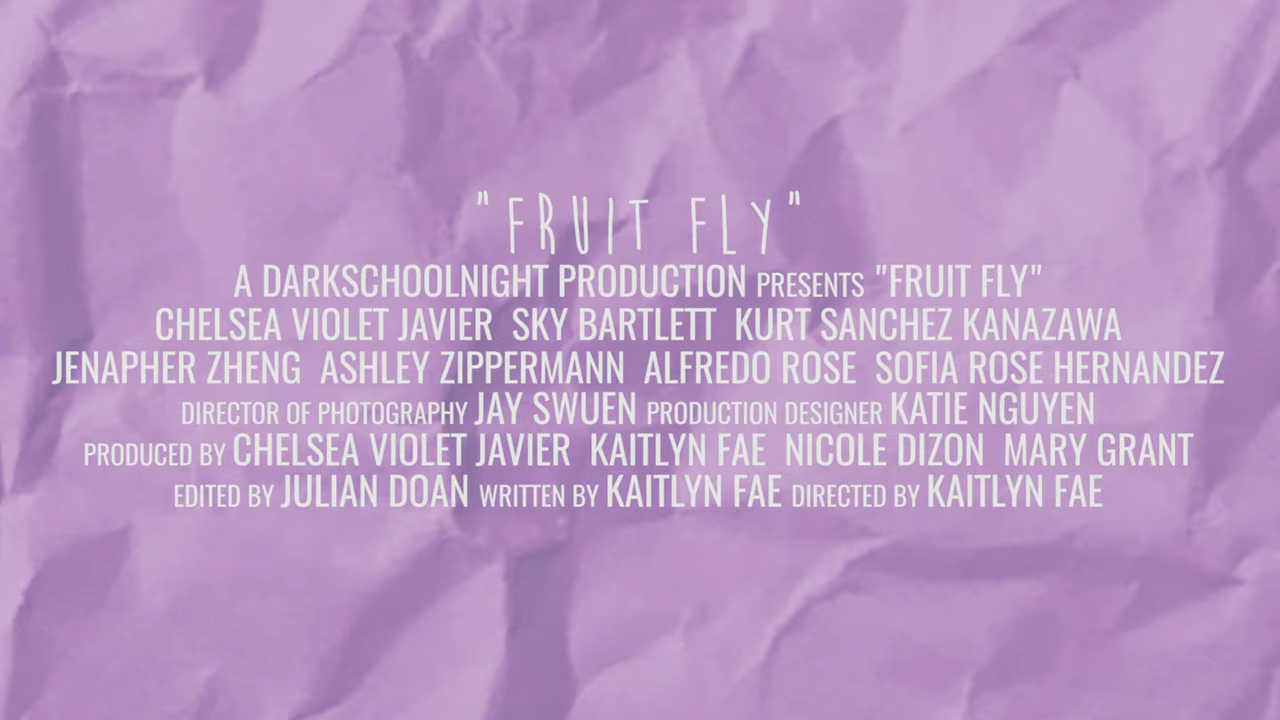 "FRUIT FLY"
A DARKSCHOOLNIGHT PRODUCTION PRESENTS "FRUIT FLY"
CHELSEA VIOLET JAVIER SKY BARTLETT KURT SANCHEZ KANAZAWA
JENAPHER ZHENG ASHLEY ZIPPERMANN ALFREDO ROSE SOFIA ROSE HERNANDEZ
DIRECTOR OF PHOTOGRAPHY JAY SWUEN PRODUCTION DESIGNER KATIE NGUYEN
PRODUCED BY CHELSEA VIOLET JAVIER KAITLYN FAE NICOLE DIZON MARY GRANT
EDITED BY JULIAN DOAN WRITTEN BY KAITLYN FAE DIRECTED BY KAITLYN FAE